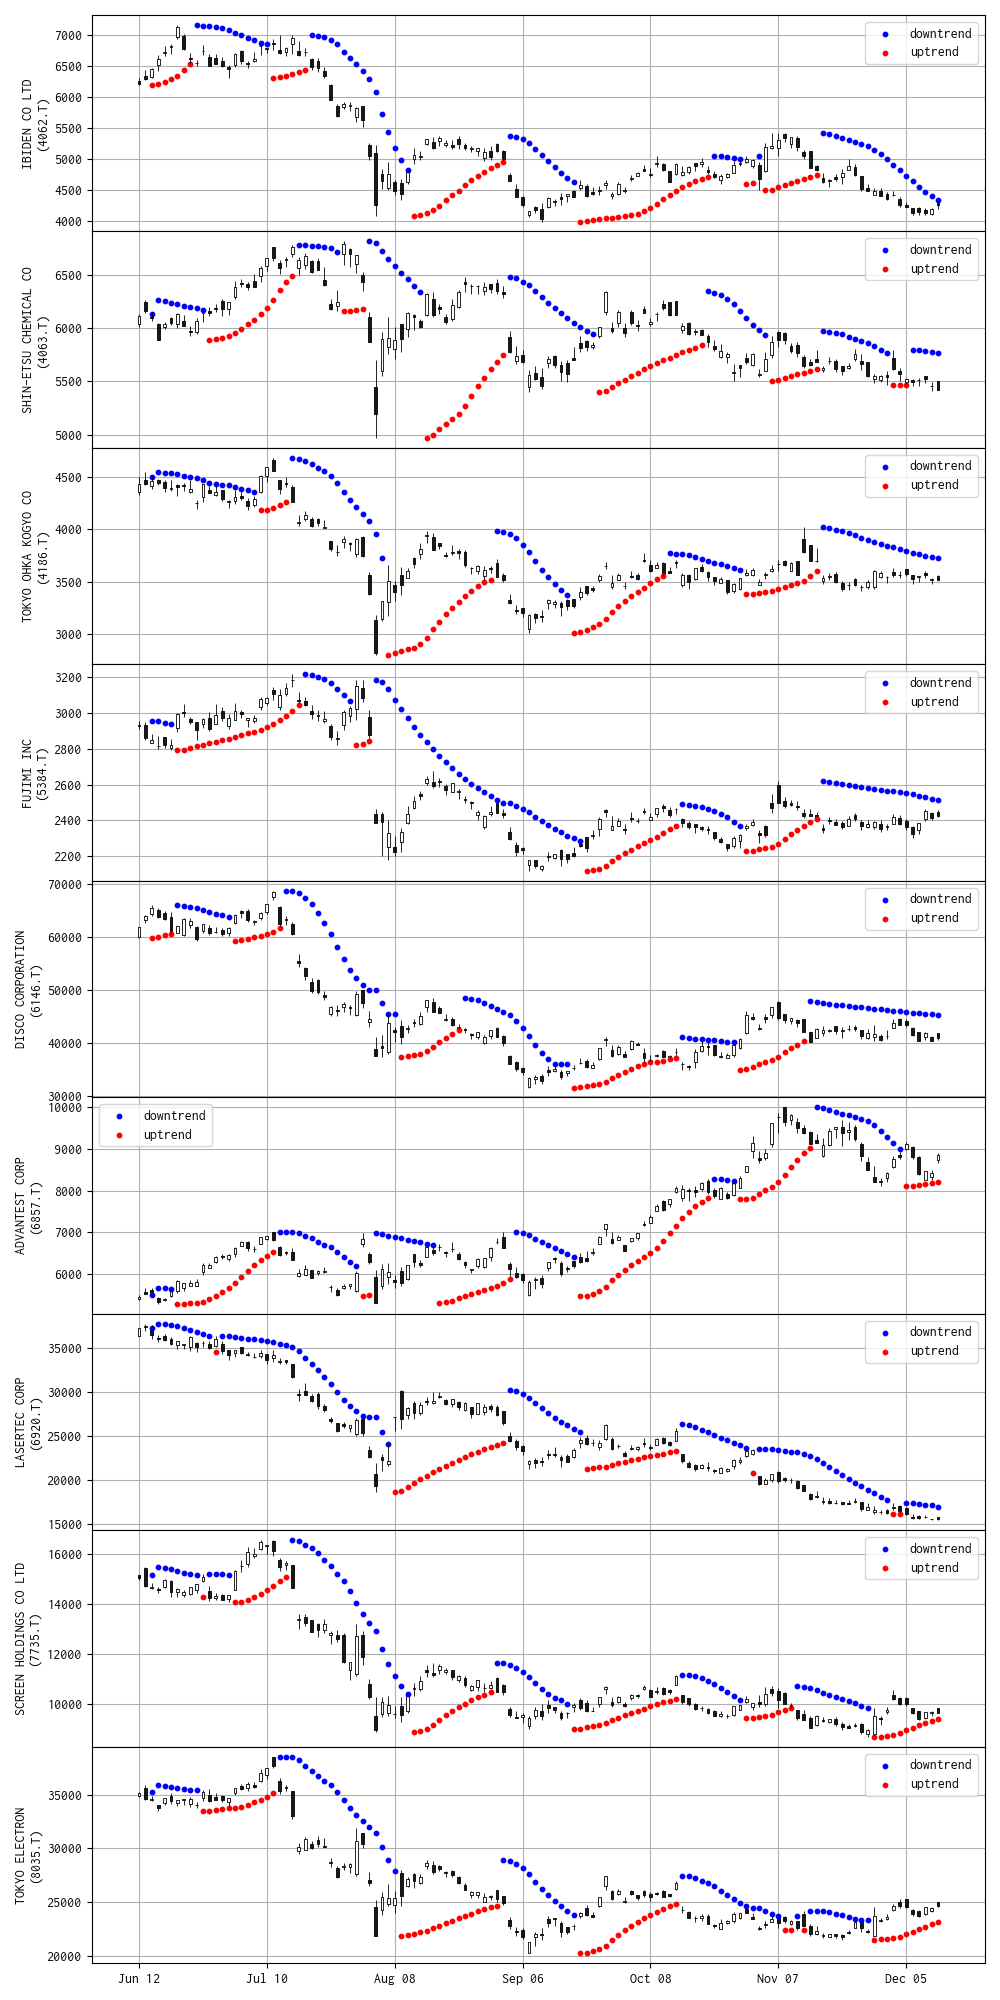 7000
6500
6000
5500
5000
4500
4000
IBIDEN CO LTD
(4062.T)
downtrend
uptrend
6500
6000
5500
5000
SHIN-ETSU CHEMICAL CO
(4063.T)
downtrend
uptrend
4500
4000
3500
3000
TOKYO OHKA KOGYO CO
(4186.T)
downtrend
uptrend
3200
3000
2800
2600
2400
2200
FUJIMI INC
(5384.T)
downtrend
uptrend
70000
60000
50000
40000
30000
DISCO CORPORATION
(6146.T)
downtrend
uptrend
10000
9000
8000
7000
6000
ADVANTEST CORP
(6857.T)
downtrend
uptrend
35000
30000
25000
20000
15000
LASERTEC CORP
(6920.T)
downtrend
uptrend
16000
14000
12000
10000
SCREEN HOLDINGS CO LTD
(7735.T)
downtrend
uptrend
35000
30000
25000
20000
TOKYO ELECTRON
(8035.T)
downtrend
uptrend
Jun 12
Jul 10
Aug 08
Sep 06
Oct 08
Nov 07
Dec 05